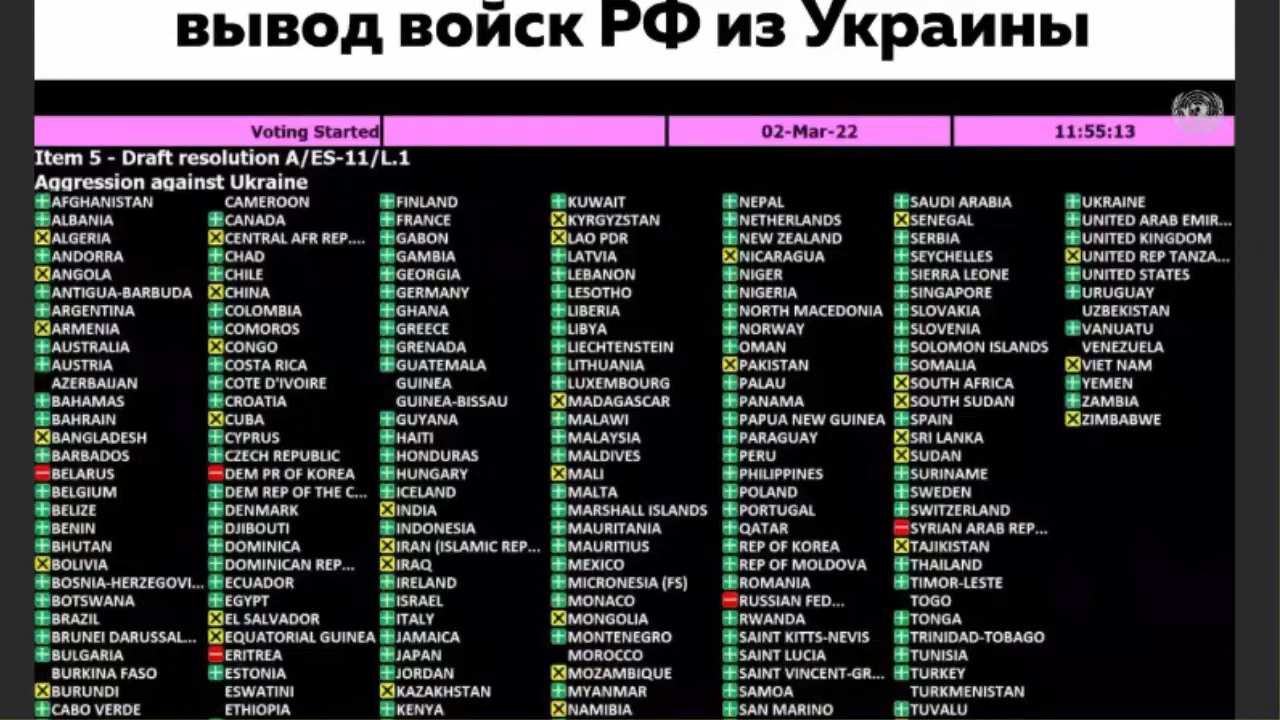 вывод войск РФ из Украины
Voting Started 02-Mar-22 11:55:13
Item 5 - Draft resolution A/ES-11/L.1
Aggression against Ukraine
AFGHANISTAN
ALBANIA
ALGERIA
ANDORRA
ANGOLA
ANTIGUA-BARBUDA
ARGENTINA
ARMENIA
AUSTRALIA
AUSTRIA
AZERBAIJAN
BAHAMAS
BAHRAIN
BANGLADESH
BARBADOS
BELARUS
BELGIUM
BELIZE
BENIN
BHUTAN
BOLIVIA
BOSNIA-HERZEGOVI...
BOTSWANA
BRAZIL
BRUNEI DARUSSAL...
BULGARIA
BURKINA FASO
BURUNDI
CABO VERDE
CAMEROON
CANADA
CENTRAL AFR REP....
CHAD
CHILE
CHINA
COLOMBIA
COMOROS
CONGO
COSTA RICA
COTE D'IVOIRE
CROATIA
CUBA
CYPRUS
CZECH REPUBLIC
DEM PR OF KOREA
DEM REP OF THE C...
DENMARK
DJIBOUTI
DOMINICA
DOMINICAN REP...
ECUADOR
EGYPT
EL SALVADOR
EQUATORIAL GUINEA
ERITREA
ESTONIA
ESWATINI
ETHIOPIA
FINLAND
FRANCE
GABON
GAMBIA
GEORGIA
GERMANY
GHANA
GREECE
GRENADA
GUATEMALA
GUINEA
GUINEA-BISSAU
GUYANA
HAITI
HONDURAS
HUNGARY
ICELAND
INDIA
INDONESIA
IRAN (ISLAMIC REP...
IRAQ
IRELAND
ISRAEL
ITALY
JAMAICA
JAPAN
JORDAN
KAZAKHSTAN
KENYA
KUWAIT
KYRGYZSTAN
LAO PDR
LATVIA
LEBANON
LESOTHO
LIBERIA
LIBYA
LIECHTENSTEIN
LITHUANIA
LUXEMBOURG
MADAGASCAR
MALAWI
MALAYSIA
MALDIVES
MALI
MALTA
MARSHALL ISLANDS
MAURITANIA
MAURITIUS
MEXICO
MICRONESIA (FS)
MONACO
MONGOLIA
MONTENEGRO
MOROCCO
MOZAMBIQUE
MYANMAR
NAMIBIA
NEPAL
NETHERLANDS
NEW ZEALAND
NICARAGUA
NIGER
NIGERIA
NORTH MACEDONIA
NORWAY
OMAN
PAKISTAN
PALAU
PANAMA
PAPUA NEW GUINEA
PARAGUAY
PERU
PHILIPPINES
POLAND
PORTUGAL
QATAR
REP OF KOREA
REP OF MOLDOVA
ROMANIA
RUSSIAN FED...
RWANDA
SAINT KITTS-NEVIS
SAINT LUCIA
SAINT VINCENT-GR...
SAMOA
SAN MARINO
SAUDI ARABIA
SENEGAL
SERBIA
SEYCHELLES
SIERRA LEONE
SINGAPORE
SLOVAKIA
SLOVENIA
SOLOMON ISLANDS
SOMALIA
SOUTH AFRICA
SOUTH SUDAN
SPAIN
SRI LANKA
SUDAN
SURINAME
SWEDEN
SWITZERLAND
SYRIAN ARAB REP...
TAJIKISTAN
THAILAND
TIMOR-LESTE
TOGO
TONGA
TRINIDAD-TOBAGO
TUNISIA
TURKEY
TURKMENISTAN
TUVALU
UKRAINE
UNITED ARAB EMIR...
UNITED KINGDOM
UNITED REP TANZA...
UNITED STATES
URUGUAY
UZBEKISTAN
VANUATU
VENEZUELA
VIET NAM
YEMEN
ZAMBIA
ZIMBABWE